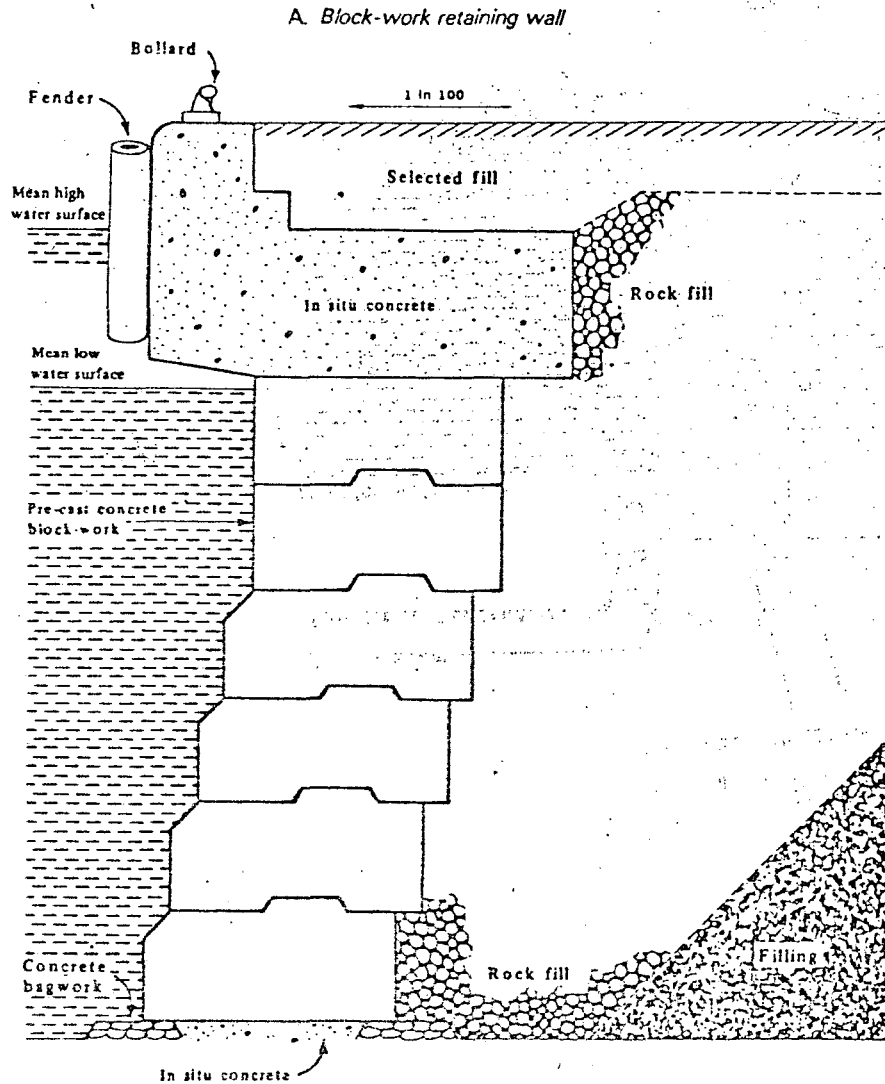 A. Block-work retaining wall
Bollard
Fender
1 in 100
Selected fill
Mean high
water surface
In situ concrete
Rock fill
Mean low
water surface
Pre-cast concrete
block-work
Concrete
bagwork
Rock fill
Filling
In situ concrete